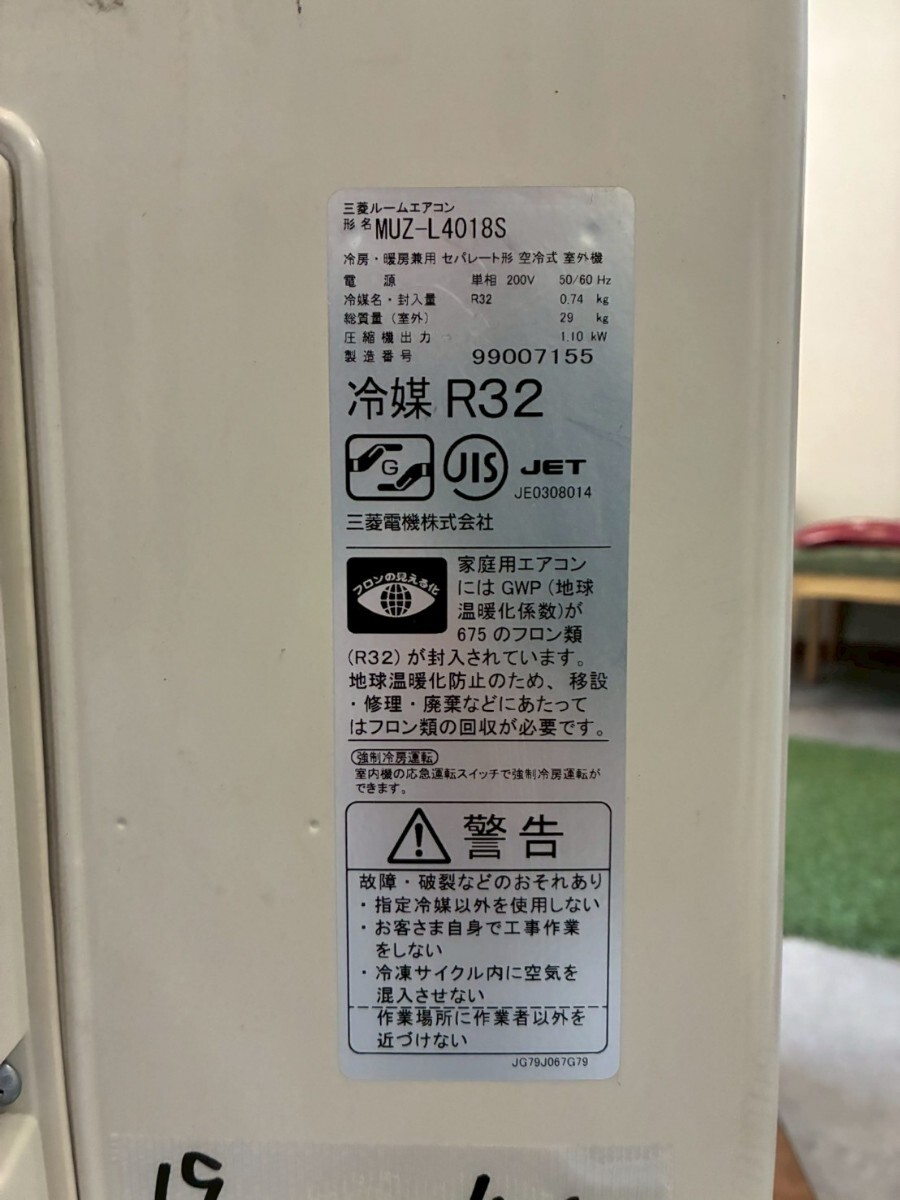 三菱ルームエアコン
形名 MUZ-L4018S
冷房・暖房兼用 セパレート形 空冷式 室外機
電源 単相 200V 50/60 Hz
冷媒名・封入量 R32 0.74 kg
総質量(室外) 29 kg
圧縮機出力 1.10 kW
製造番号 99007155
冷媒 R32
G JIS JET
JE0308014
三菱電機株式会社
フロンの見える化
家庭用エアコン
には GWP (地球
温暖化係数)が
675 のフロン類
(R32) が封入されています。
地球温暖化防止のため、移設
・修理・廃棄などにあたって
はフロン類の回収が必要です。
強制冷房運転
室内機の応急運転スイッチで強制冷房運転が
できます。
警告
故障・破裂などのおそれあり
・指定冷媒以外を使用しない
・お客さま自身で工事作業
をしない
・冷凍サイクル内に空気を
混入させない
作業場所に作業者以外を
近づけない
JG79J067G79